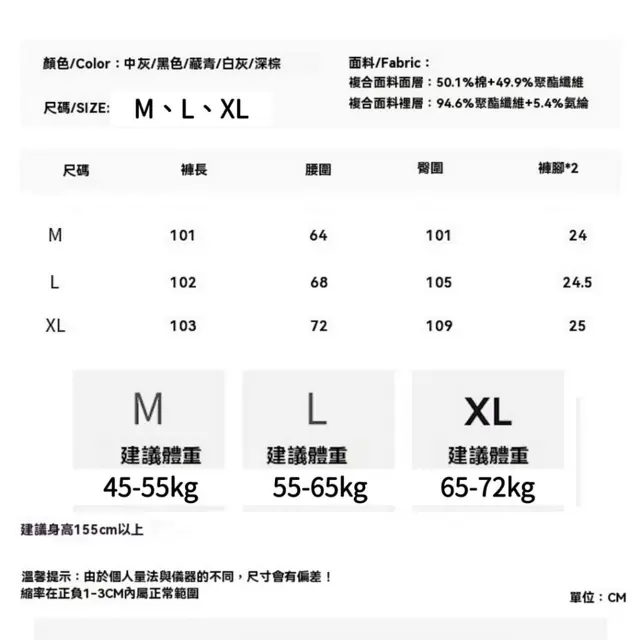 顏色/Color：中灰/黑色/藏青/白灰/深棕
尺碼/SIZE: M、L、XL
面料/Fabric：
複合面料面層：50.1%棉+49.9%聚酯纖維
複合面料裡層：94.6%聚酯纖維+5.4%氨綸
尺碼 褲長 腰圍 臀圍 褲腳*2
M 101 64 101 24
L 102 68 105 24.5
XL 103 72 109 25
M
建議體重
45-55kg
L
建議體重
55-65kg
XL
建議體重
65-72kg
建議身高155cm以上
溫馨提示：由於個人量法與儀器的不同，尺寸會有偏差！
縮率在正負1-3CM內屬正常範圍
單位：CM